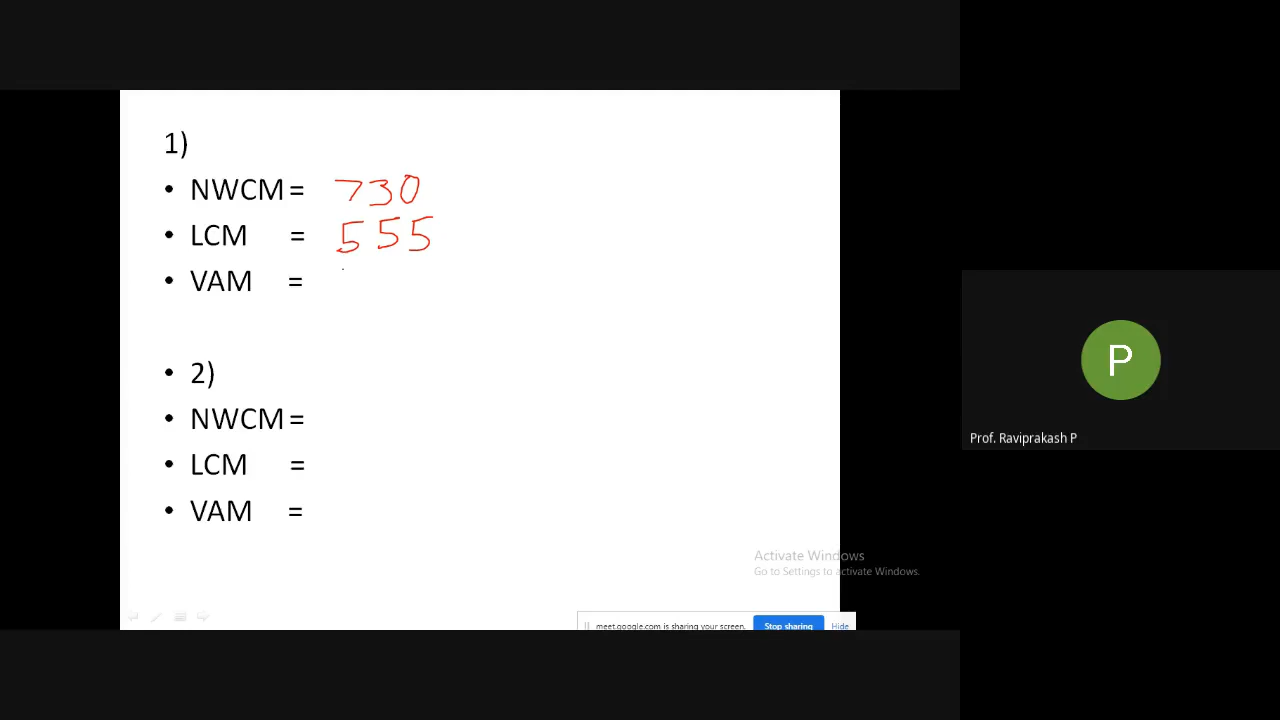 1)
• NWCM = 730
• LCM = 555
• VAM =
• 2)
• NWCM =
• LCM =
• VAM =
Activate Windows
Go to Settings to activate Windows.
meet.google.com is sharing your screen.
Stop sharing
Hide
P
Prof. Raviprakash P